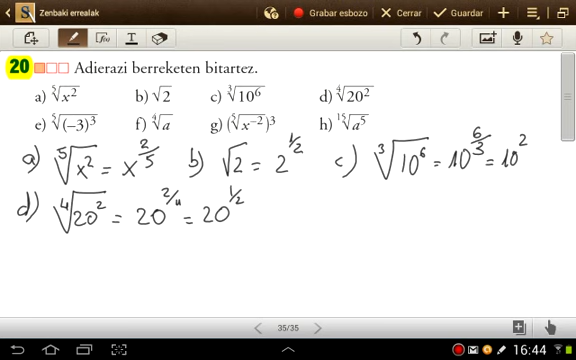 Zenbaki errealak
Grabar esbozo
Cerrar
Guardar
20 Adierazi berreketen bitartez.
a) ⁵√x² b) √2 c) ³√10⁶ d) ⁴√20²
e) ⁵√(−3)³ f) ⁴√a g) (⁵√x⁻²)³ h) ¹⁵√a⁵
a) ⁵√x² = x^2/5 b) √2 = 2^1/2 c) ³√10⁶ = 10^6/3 = 10²
d) ⁴√20² = 20^2/4 = 20^1/2
35/35
16:44